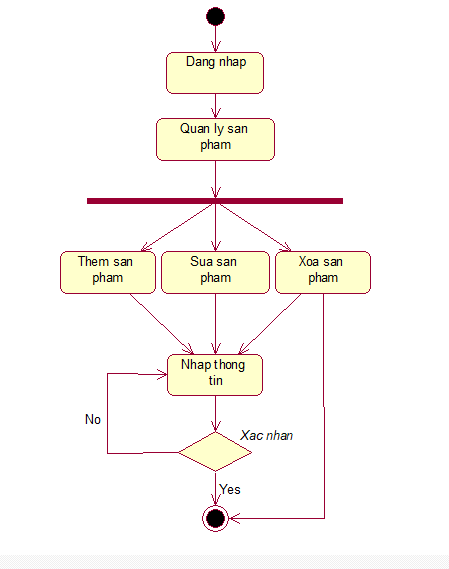 Dang nhap
Quan ly san
pham
Them san
pham
Sua san
pham
Xoa san
pham
Nhap thong
tin
No
Xac nhan
Yes